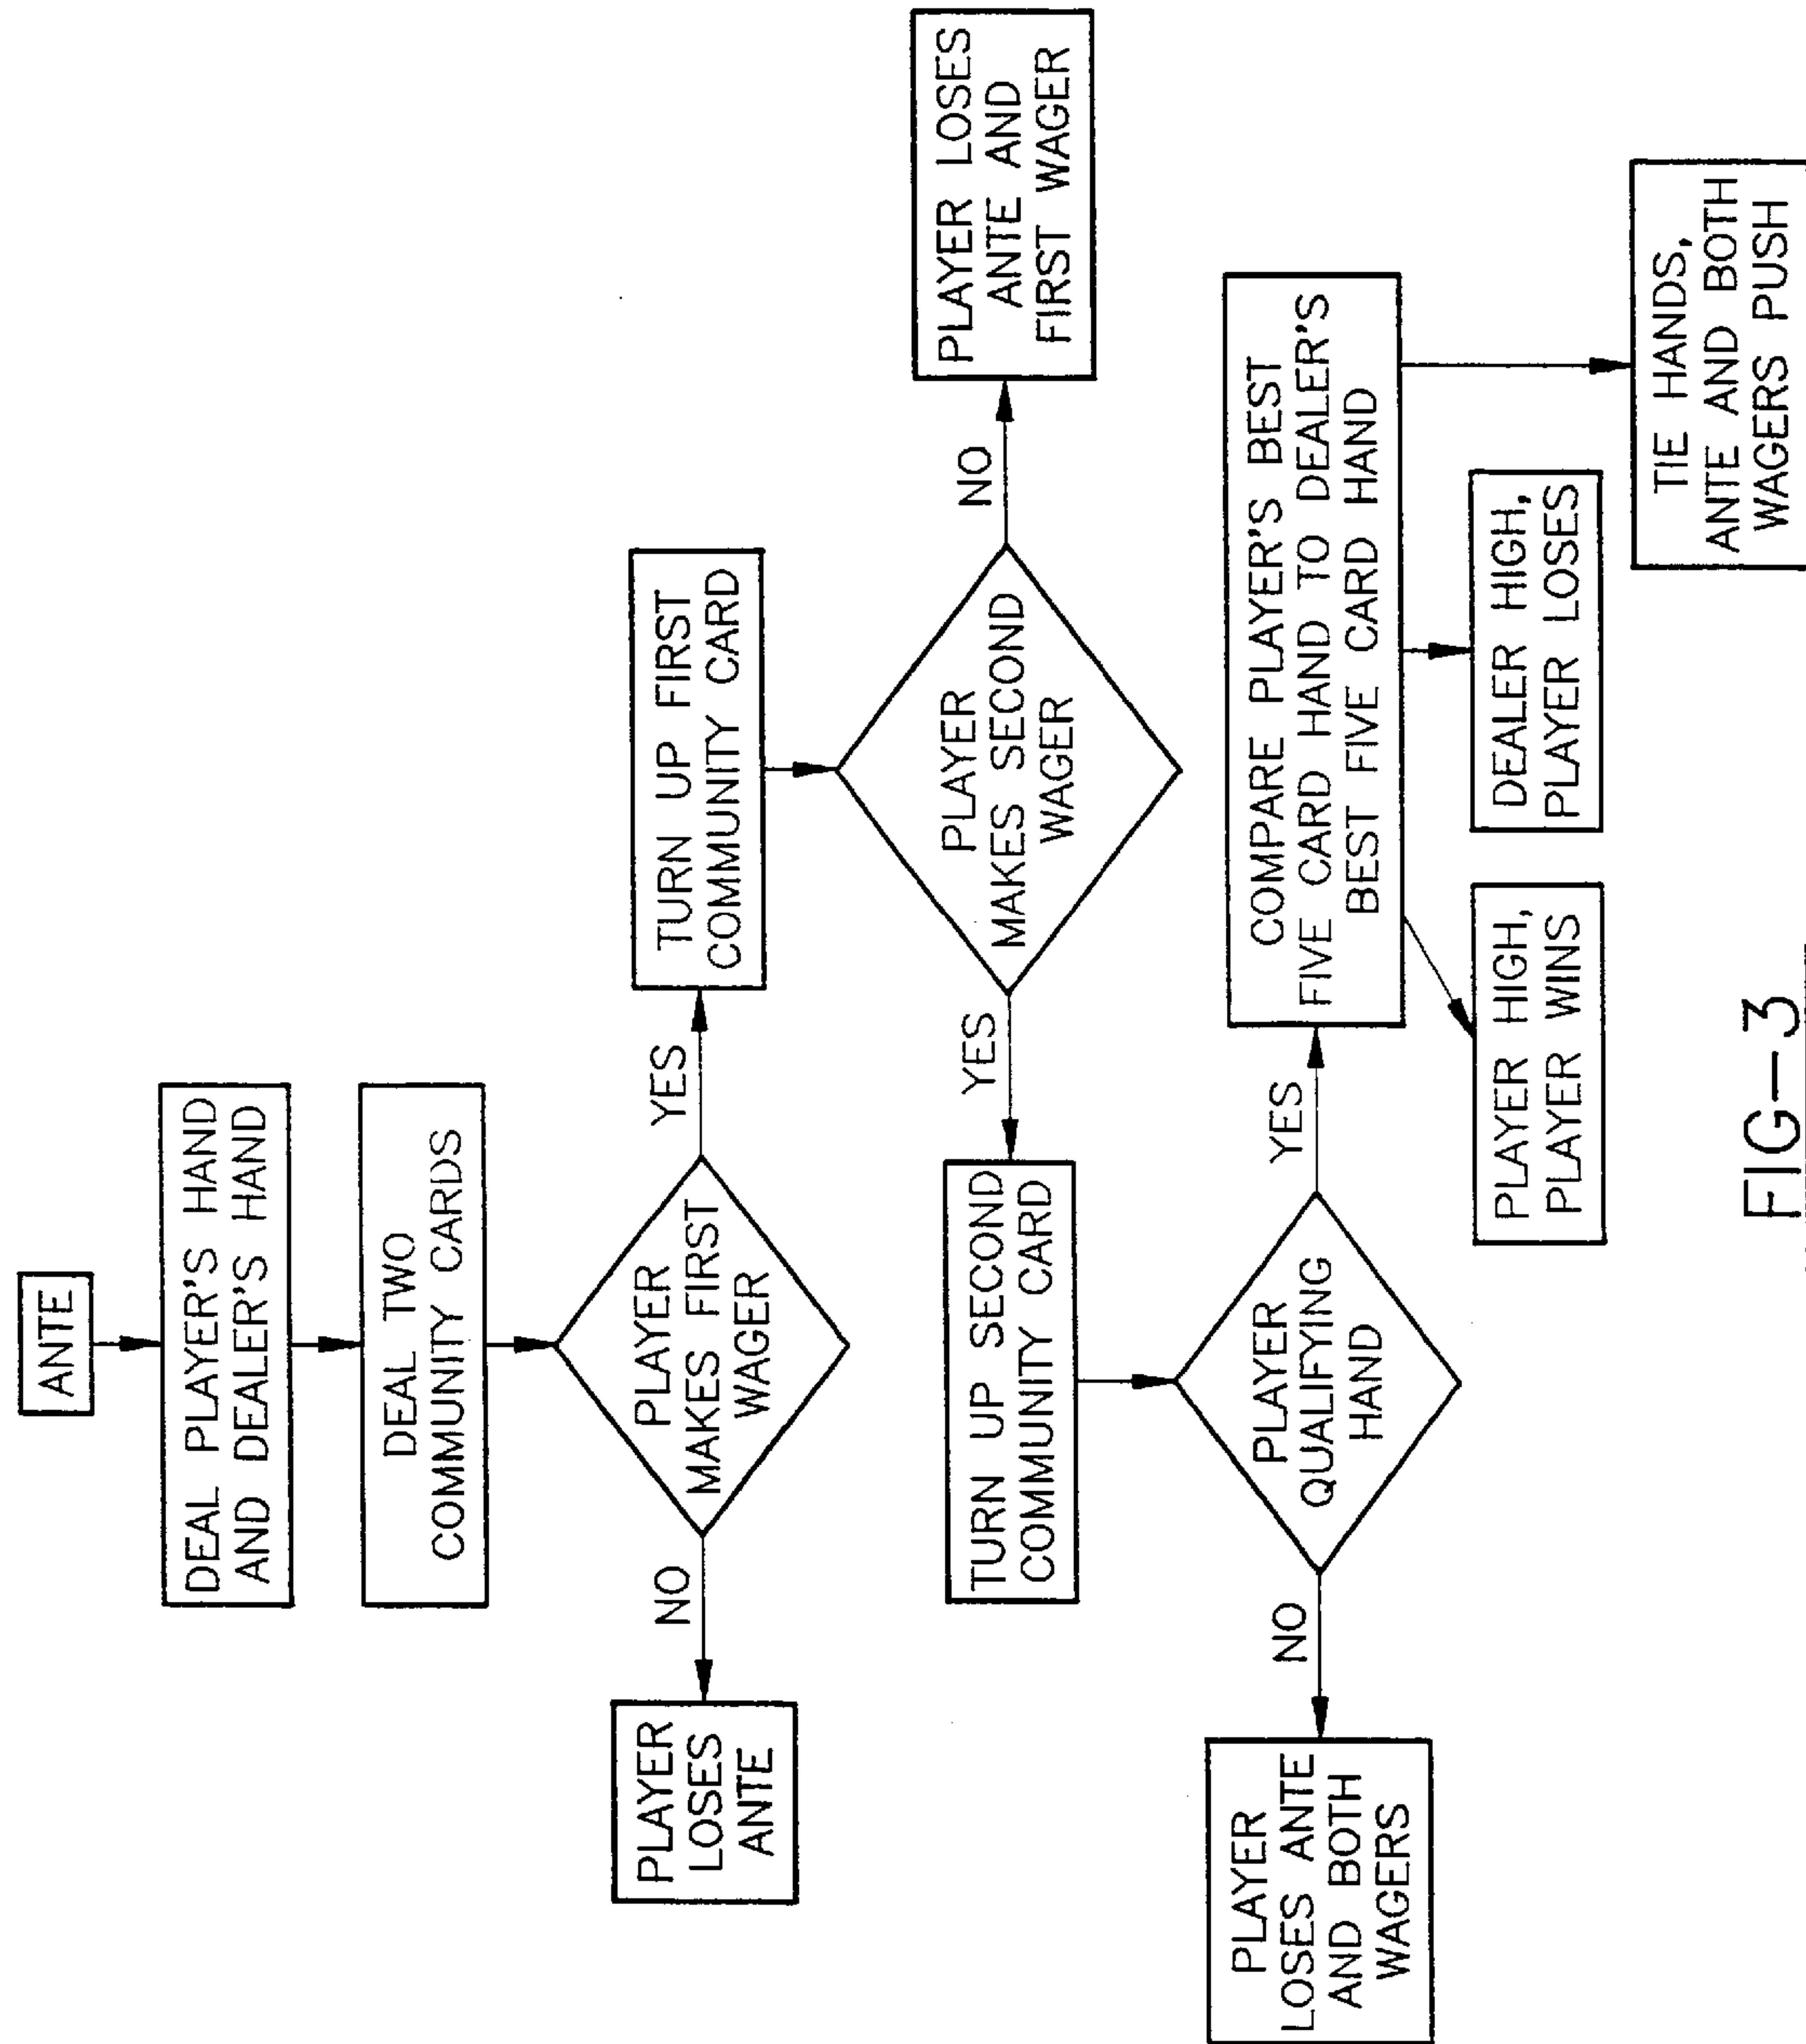 ANTE
DEAL PLAYER'S HAND
AND DEALER'S HAND
DEAL TWO
COMMUNITY CARDS
PLAYER
MAKES FIRST
WAGER
NO
YES
PLAYER
LOSES
ANTE
TURN UP FIRST
COMMUNITY CARD
PLAYER
MAKES SECOND
WAGER
YES
NO
PLAYER LOSES
ANTE AND
FIRST WAGER
TURN UP SECOND
COMMUNITY CARD
PLAYER
QUALIFYING
HAND
NO
YES
PLAYER
LOSES ANTE
AND BOTH
WAGERS
COMPARE PLAYER'S BEST
FIVE CARD HAND TO DEALER'S
BEST FIVE CARD HAND
PLAYER HIGH,
PLAYER WINS
DEALER HIGH,
PLAYER LOSES
TIE HANDS,
ANTE AND BOTH
WAGERS PUSH
FIG-3